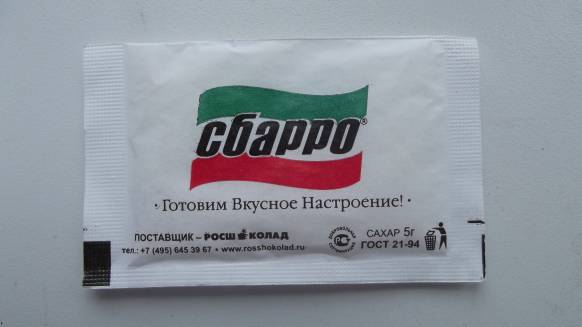 сбарро®
· Готовим Вкусное Настроение! ·
ПОСТАВЩИК – РОСШОКОЛАД
тел.: +7 (495) 645 39 67 • www.rosshokolad.ru
САХАР 5г
ГОСТ 21-94